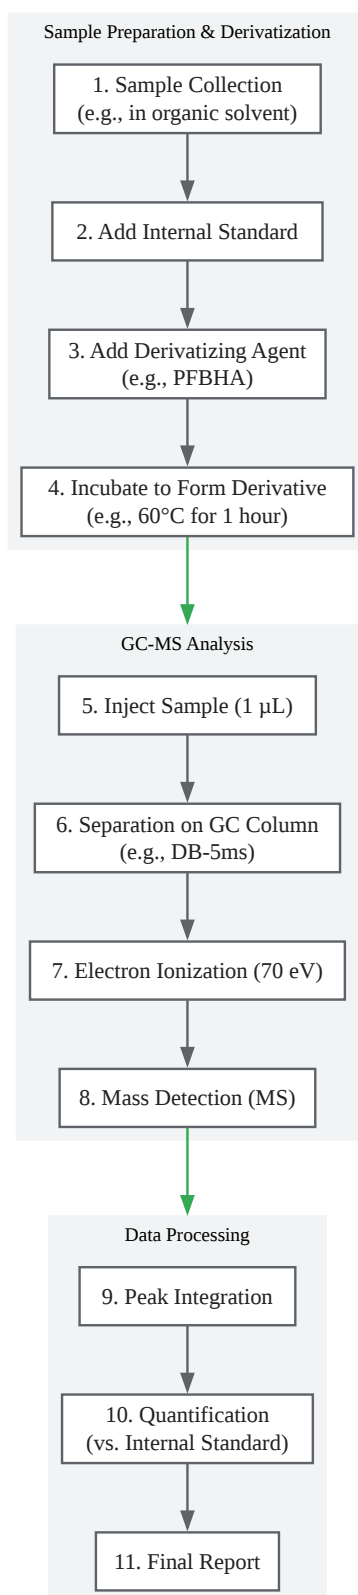 Sample Preparation & Derivatization
1. Sample Collection
(e.g., in organic solvent)
2. Add Internal Standard
3. Add Derivatizing Agent
(e.g., PFBHA)
4. Incubate to Form Derivative
(e.g., 60°C for 1 hour)
GC-MS Analysis
5. Inject Sample (1 µL)
6. Separation on GC Column
(e.g., DB-5ms)
7. Electron Ionization (70 eV)
8. Mass Detection (MS)
Data Processing
9. Peak Integration
10. Quantification
(vs. Internal Standard)
11. Final Report